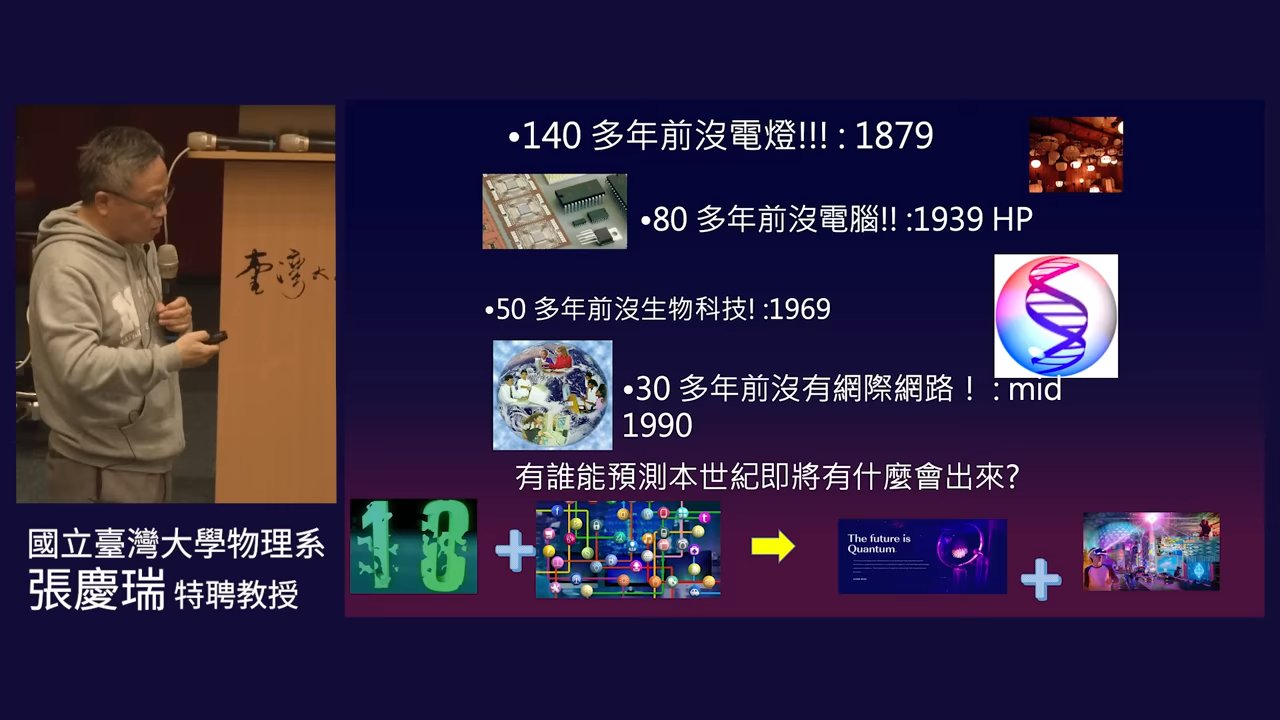 •140 多年前沒電燈!!! : 1879
•80 多年前沒電腦!! :1939 HP
•50 多年前沒生物科技! :1969
•30 多年前沒有網際網路！ : mid
1990
有誰能預測本世紀即將有什麼會出來?
The future is
Quantum
臺灣大
國立臺灣大學物理系
張慶瑞 特聘教授